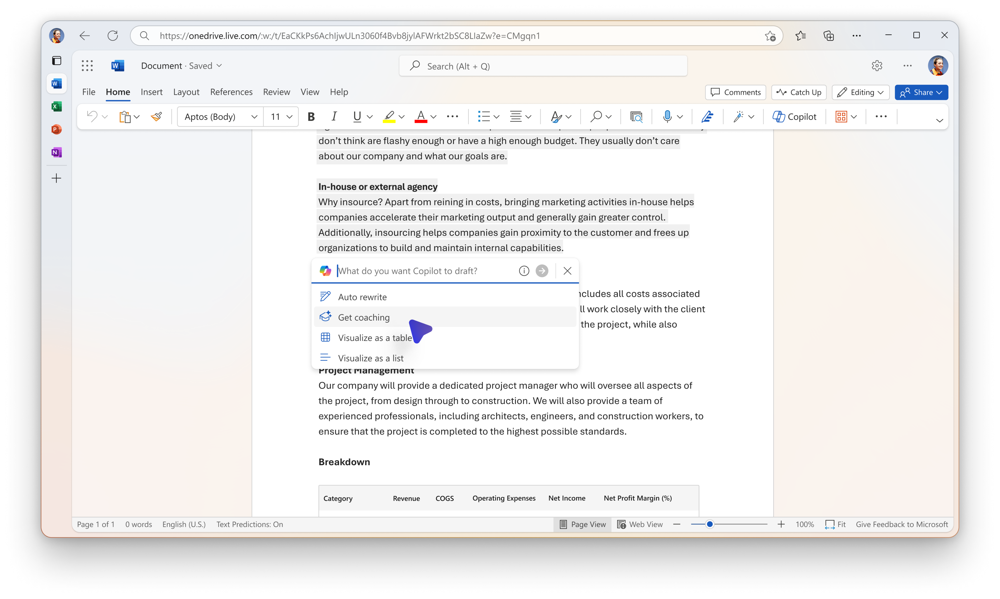 https://onedrive.live.com/:w:/t/EaCKkPs6AchIjwULn3060f4Bvb8jylAFWrkt2bSC8LIaZw?e=CMgqn1
Document · Saved
Search (Alt + Q)
File Home Insert Layout References Review View Help
Comments Catch Up Editing Share
Aptos (Body) 11 B I U A Copilot
don’t think are flashy enough or have a high enough budget. They usually don’t care
about our company and what our goals are.
In-house or external agency
Why insource? Apart from reining in costs, bringing marketing activities in-house helps
companies accelerate their marketing output and generally gain greater control.
Additionally, insourcing helps companies gain proximity to the customer and frees up
organizations to build and maintain internal capabilities.
What do you want Copilot to draft?
Auto rewrite
Get coaching
Visualize as a table
Visualize as a list
ncludes all costs associated
ll work closely with the client
the project, while also
Project Management
Our company will provide a dedicated project manager who will oversee all aspects of
the project, from design through to construction. We will also provide a team of
experienced professionals, including architects, engineers, and construction workers, to
ensure that the project is completed to the highest possible standards.
Breakdown
Category Revenue COGS Operating Expenses Net Income Net Profit Margin (%)
Page 1 of 1 0 words English (U.S.) Text Predictions: On Page View Web View 100% Fit Give Feedback to Microsoft